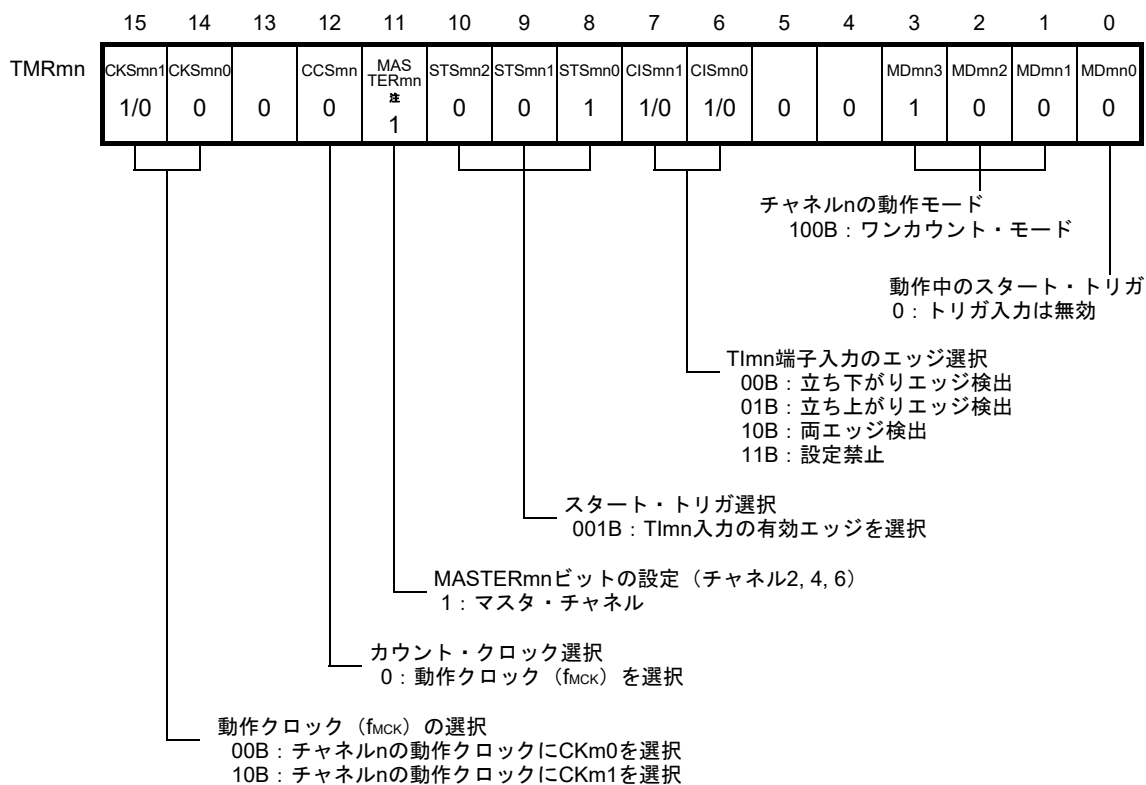 15 14 13 12 11 10 9 8 7 6 5 4 3 2 1 0
TMRmn
CKSmn1 CKSmn0 CCSmn MAS TERmn 注 STSmn2 STSmn1 STSmn0 CISmn1 CISmn0 MDmn3 MDmn2 MDmn1 MDmn0
1/0 0 0 0 1 0 0 1 1/0 1/0 0 0 1 0 0 0
チャネルnの動作モード
100B：ワンカウント・モード
動作中のスタート・トリガ
0：トリガ入力は無効
TImn端子入力のエッジ選択
00B：立ち下がりエッジ検出
01B：立ち上がりエッジ検出
10B：両エッジ検出
11B：設定禁止
スタート・トリガ選択
001B：TImn入力の有効エッジを選択
MASTERmnビットの設定（チャネル2, 4, 6）
1：マスタ・チャネル
カウント・クロック選択
0：動作クロック（fMCK）を選択
動作クロック（fMCK）の選択
00B：チャネルnの動作クロックにCKm0を選択
10B：チャネルnの動作クロックにCKm1を選択